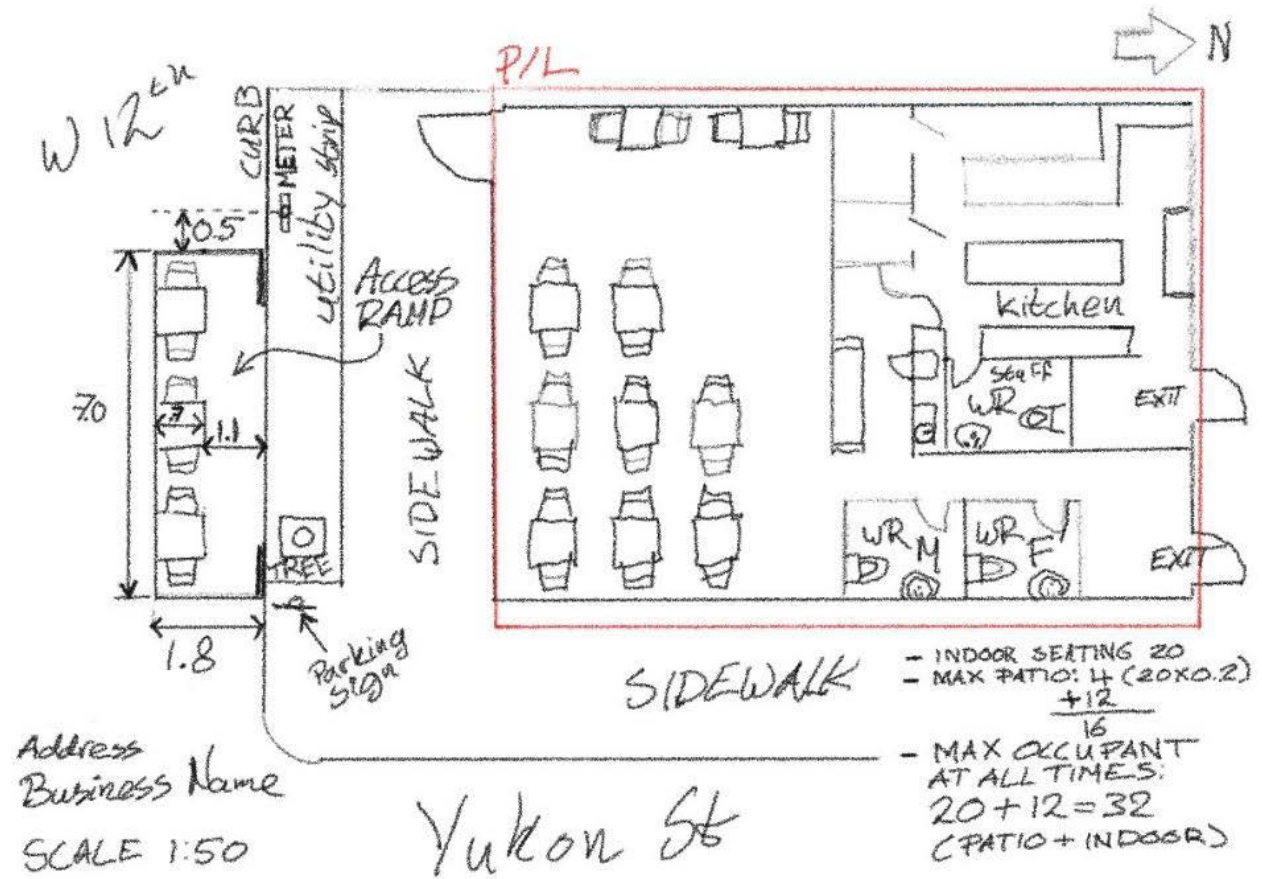 N
P/L
W 12th
CURB
METER
utility strip
0.5
Access
RAMP
SIDEWALK
7.0
.7
1.1
1.8
TREE
Parking
sign
kitchen
staff
WR
EXIT
WR
M
WR
F
EXIT
SIDEWALK
- INDOOR SEATING 20
- MAX PATIO: 4 (20X0.2)
+12
16
- MAX OCCUPANT
AT ALL TIMES:
20+12=32
(PATIO+INDOOR)
Address
Business Name
SCALE 1:50
Yukon St